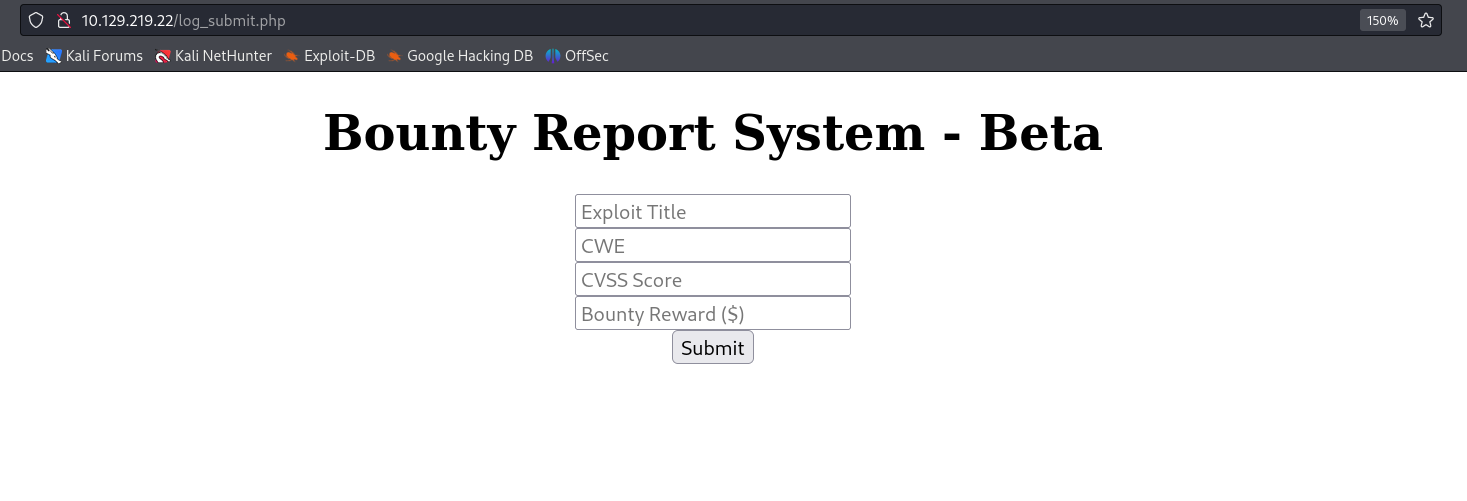 10.129.219.22/log_submit.php 150%
Docs Kali Forums Kali NetHunter Exploit-DB Google Hacking DB OffSec
Bounty Report System - Beta
Exploit Title
CWE
CVSS Score
Bounty Reward ($)
Submit